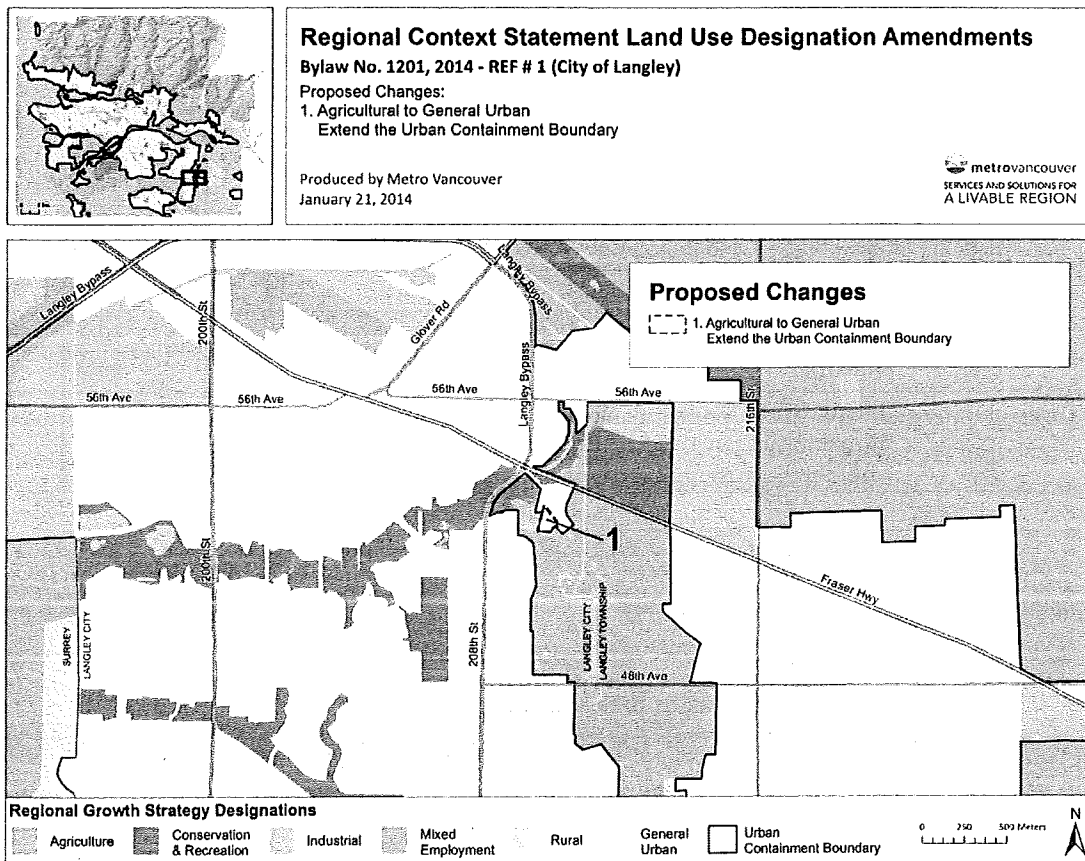 Regional Context Statement Land Use Designation Amendments
Bylaw No. 1201, 2014 - REF # 1 (City of Langley)
Proposed Changes:
1. Agricultural to General Urban
Extend the Urban Containment Boundary
Produced by Metro Vancouver
January 21, 2014
metrovancouver
SERVICES AND SOLUTIONS FOR
A LIVABLE REGION
Proposed Changes
1. Agricultural to General Urban
Extend the Urban Containment Boundary
Langley Bypass
200th St
Glover Rd
Langley Bypass
Langley Bypass
56th Ave
56th Ave
56th Ave
56th Ave
216th St
1
200th St
Fraser Hwy
SURREY
LANGLEY CITY
208th St
LANGLEY CITY
LANGLEY TOWNSHIP
48th Ave
Regional Growth Strategy Designations
Agriculture
Conservation
& Recreation
Industrial
Mixed
Employment
Rural
General
Urban
Urban
Containment Boundary
0 250 500 Meters
N